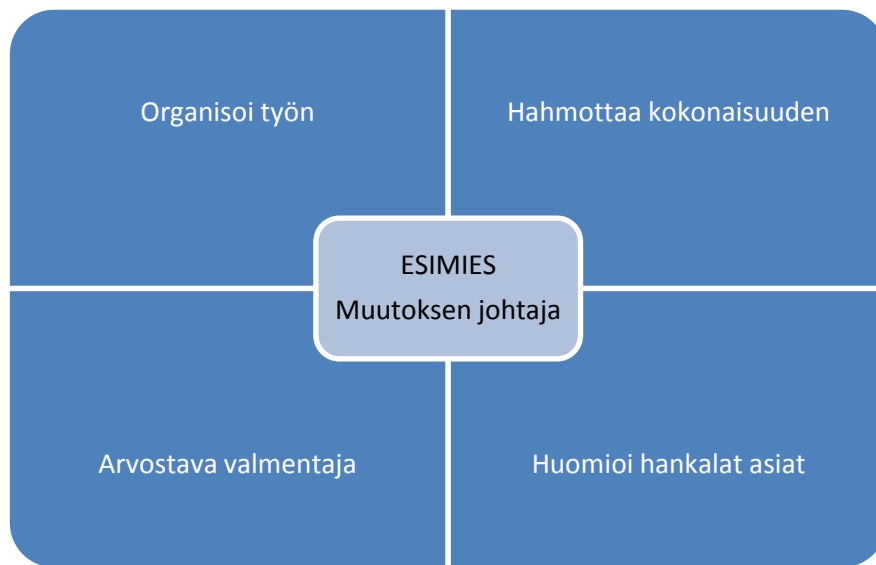 Organisoi työn
Hahmottaa kokonaisuuden
ESIMIES
Muutoksen johtaja
Arvostava valmentaja
Huomioi hankalat asiat